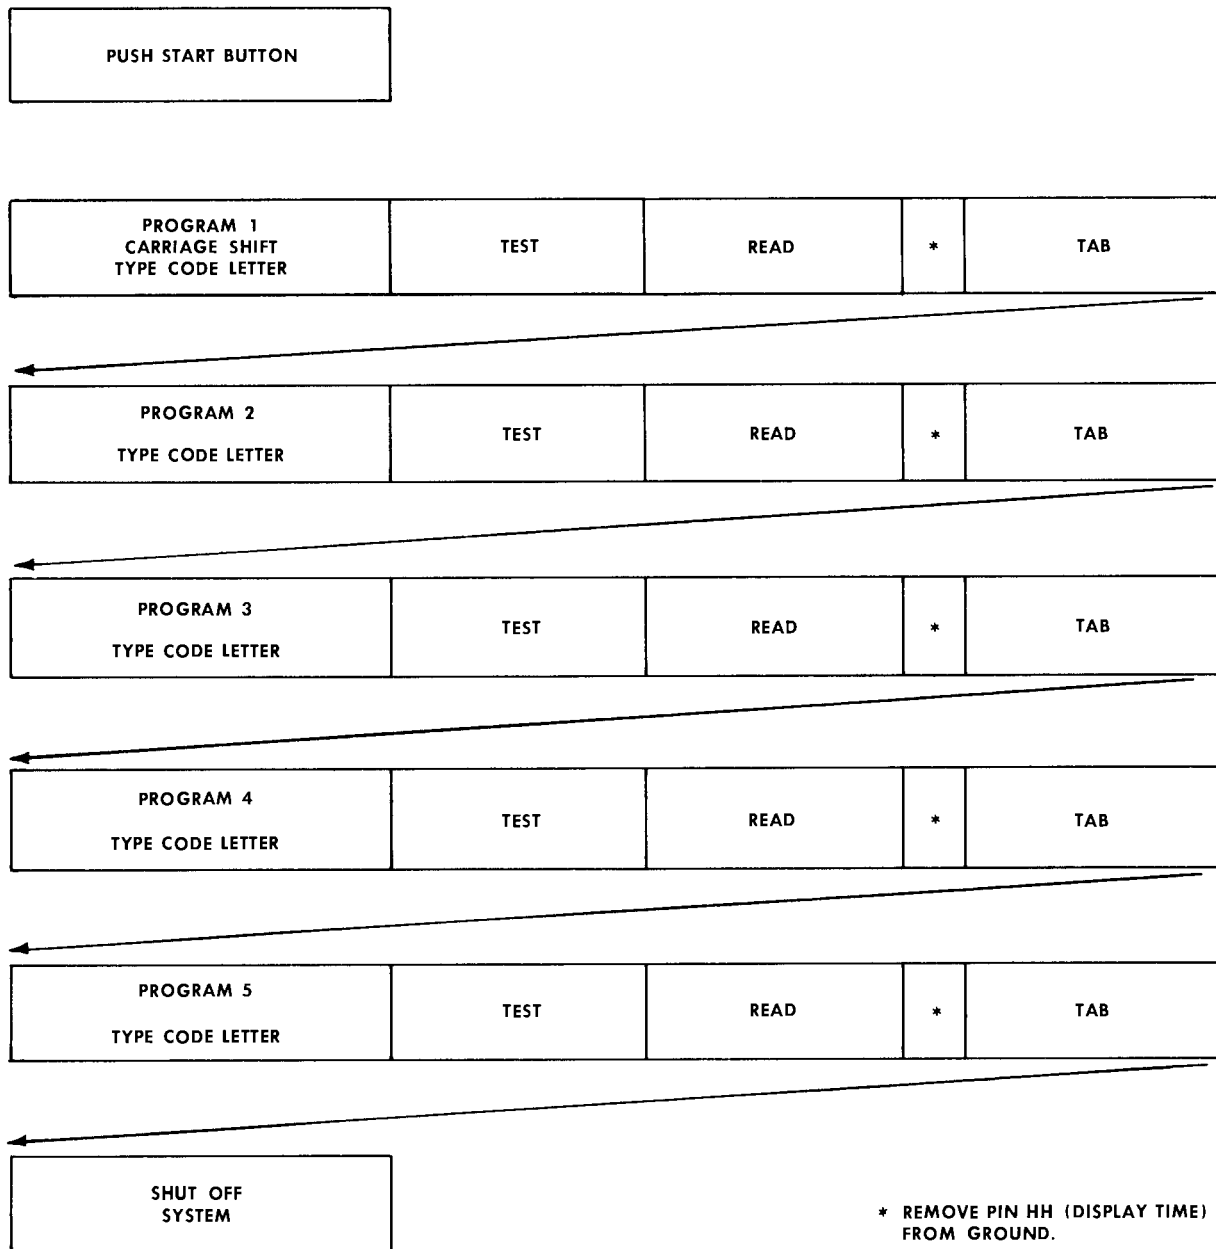 PUSH START BUTTON
PROGRAM 1
CARRIAGE SHIFT
TYPE CODE LETTER
TEST
READ
*
TAB
PROGRAM 2
TYPE CODE LETTER
TEST
READ
*
TAB
PROGRAM 3
TYPE CODE LETTER
TEST
READ
*
TAB
PROGRAM 4
TYPE CODE LETTER
TEST
READ
*
TAB
PROGRAM 5
TYPE CODE LETTER
TEST
READ
*
TAB
SHUT OFF
SYSTEM
* REMOVE PIN HH (DISPLAY TIME)
FROM GROUND.